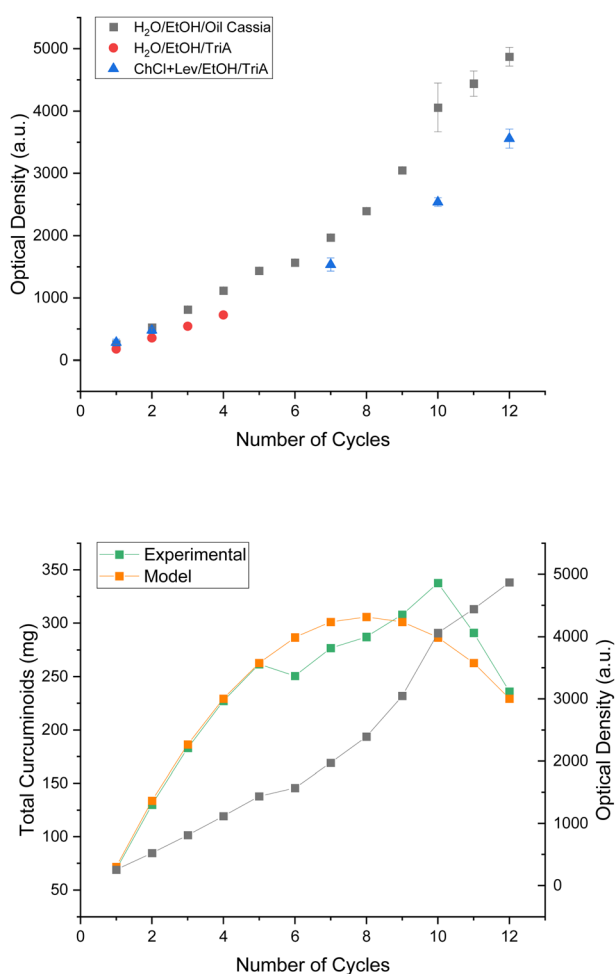 H₂O/EtOH/Oil Cassia
H₂O/EtOH/TriA
ChCl+Lev/EtOH/TriA
Optical Density (a.u.)
5000
4000
3000
2000
1000
0
0 2 4 6 8 10 12
Number of Cycles
Experimental
Model
Total Curcuminoids (mg)
350
300
250
200
150
100
50
5000
4000
3000
2000
1000
0
Optical Density (a.u.)
0 2 4 6 8 10 12
Number of Cycles